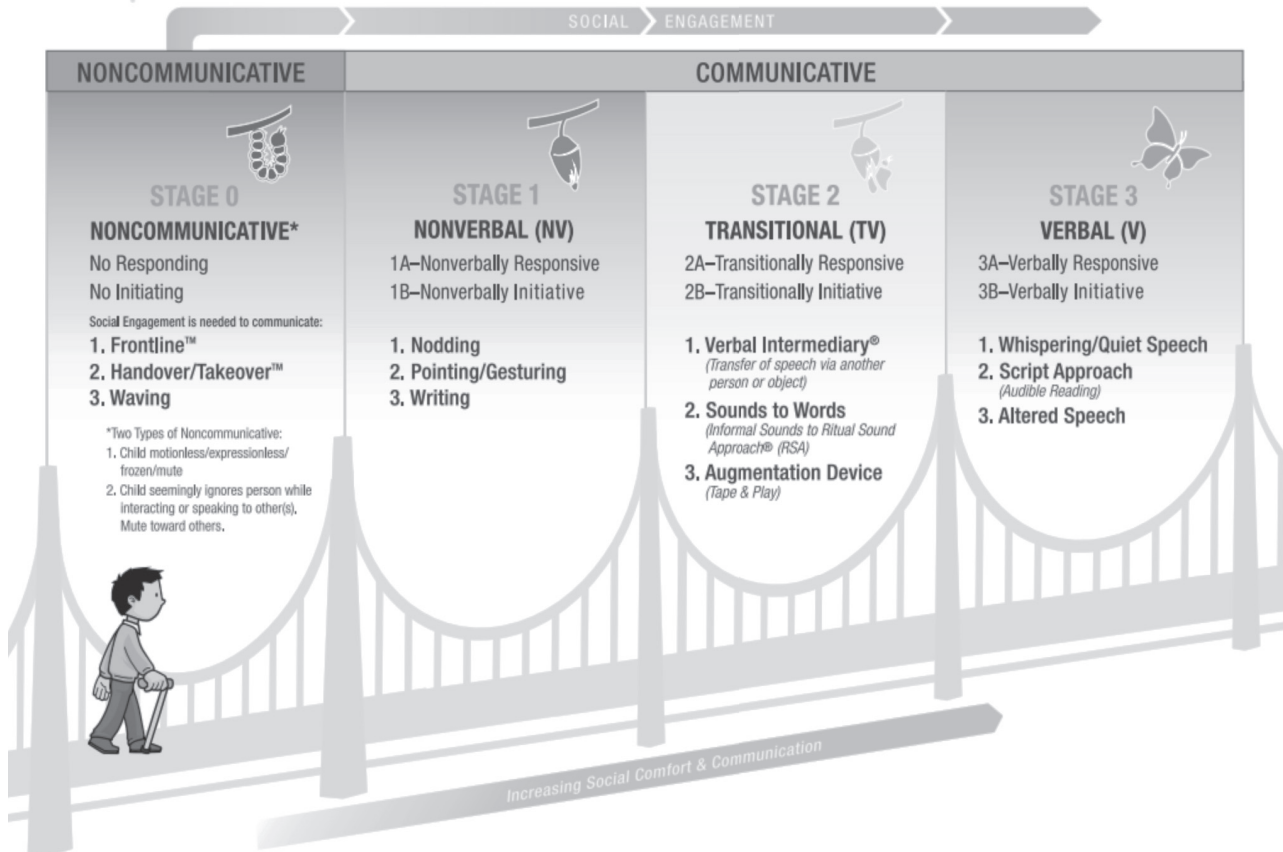 SOCIAL ENGAGEMENT
NONCOMMUNICATIVE
COMMUNICATIVE
STAGE 0
NONCOMMUNICATIVE*
No Responding
No Initiating
Social Engagement is needed to communicate:
1. Frontline™
2. Handover/Takeover™
3. Waving
*Two Types of Noncommunicative:
1. Child motionless/expressionless/
frozen/mute
2. Child seemingly ignores person while
interacting or speaking to other(s).
Mute toward others.
STAGE 1
NONVERBAL (NV)
1A–Nonverbally Responsive
1B–Nonverbally Initiative
1. Nodding
2. Pointing/Gesturing
3. Writing
STAGE 2
TRANSITIONAL (TV)
2A–Transitionally Responsive
2B–Transitionally Initiative
1. Verbal Intermediary®
(Transfer of speech via another
person or object)
2. Sounds to Words
(Informal Sounds to Ritual Sound
Approach® (RSA)
3. Augmentation Device
(Tape & Play)
STAGE 3
VERBAL (V)
3A–Verbally Responsive
3B–Verbally Initiative
1. Whispering/Quiet Speech
2. Script Approach
(Audible Reading)
3. Altered Speech
Increasing Social Comfort & Communication